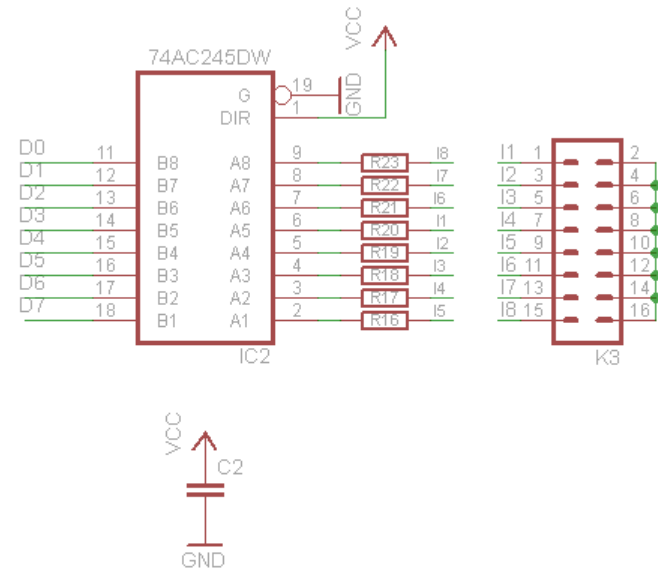 VCC
74AC245DW
G 19 GND
DIR 1
D0 11 B8 A8 9 R23 I8 I1 1 2
D1 12 B7 A7 8 R22 I7 I2 3 4
D2 13 B6 A6 7 R21 I6 I3 5 6
D3 14 B5 A5 6 R20 I1 I4 7 8
D4 15 B4 A4 5 R19 I2 I5 9 10
D5 16 B3 A3 4 R18 I3 I6 11 12
D6 17 B2 A2 3 R17 I4 I7 13 14
D7 18 B1 A1 2 R16 I5 I8 15 16
IC2 K3
VCC
C2
GND